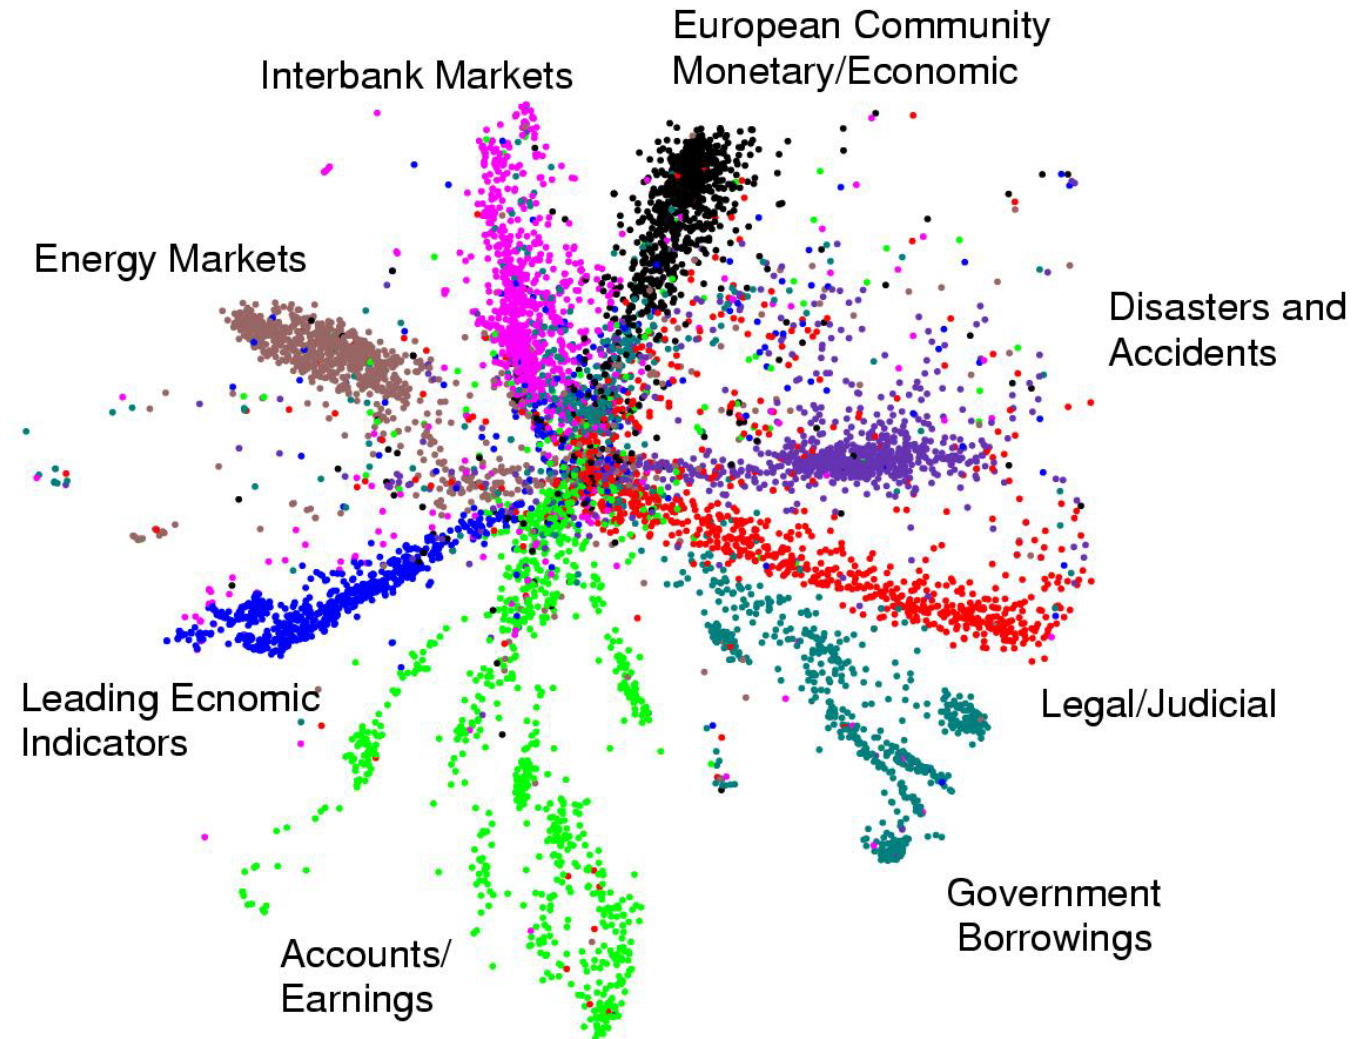 European Community
Monetary/Economic
Interbank Markets
Energy Markets
Disasters and
Accidents
Leading Ecnomic
Indicators
Legal/Judicial
Government
Borrowings
Accounts/
Earnings